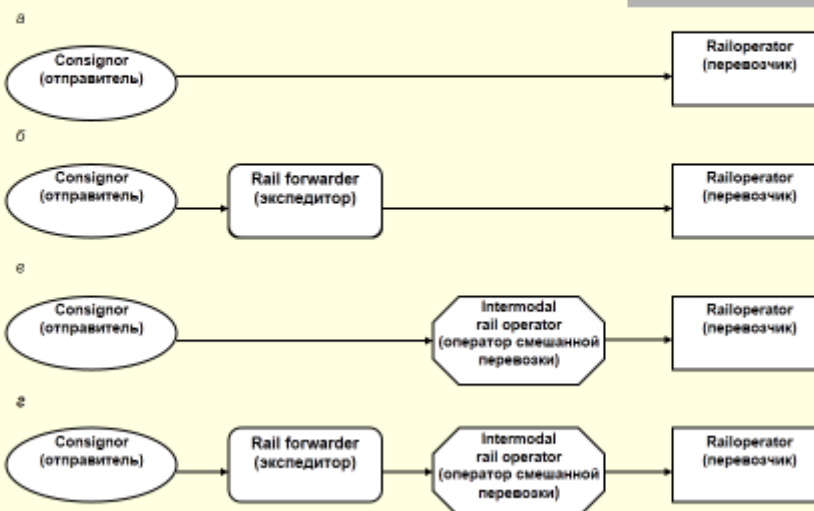 а
Consignor
(отправитель)
Railoperator
(перевозчик)
б
Consignor
(отправитель)
Rail forwarder
(экспедитор)
Railoperator
(перевозчик)
в
Consignor
(отправитель)
Intermodal
rail operator
(оператор смешанной
перевозки)
Railoperator
(перевозчик)
г
Consignor
(отправитель)
Rail forwarder
(экспедитор)
Intermodal
rail operator
(оператор смешанной
перевозки)
Railoperator
(перевозчик)